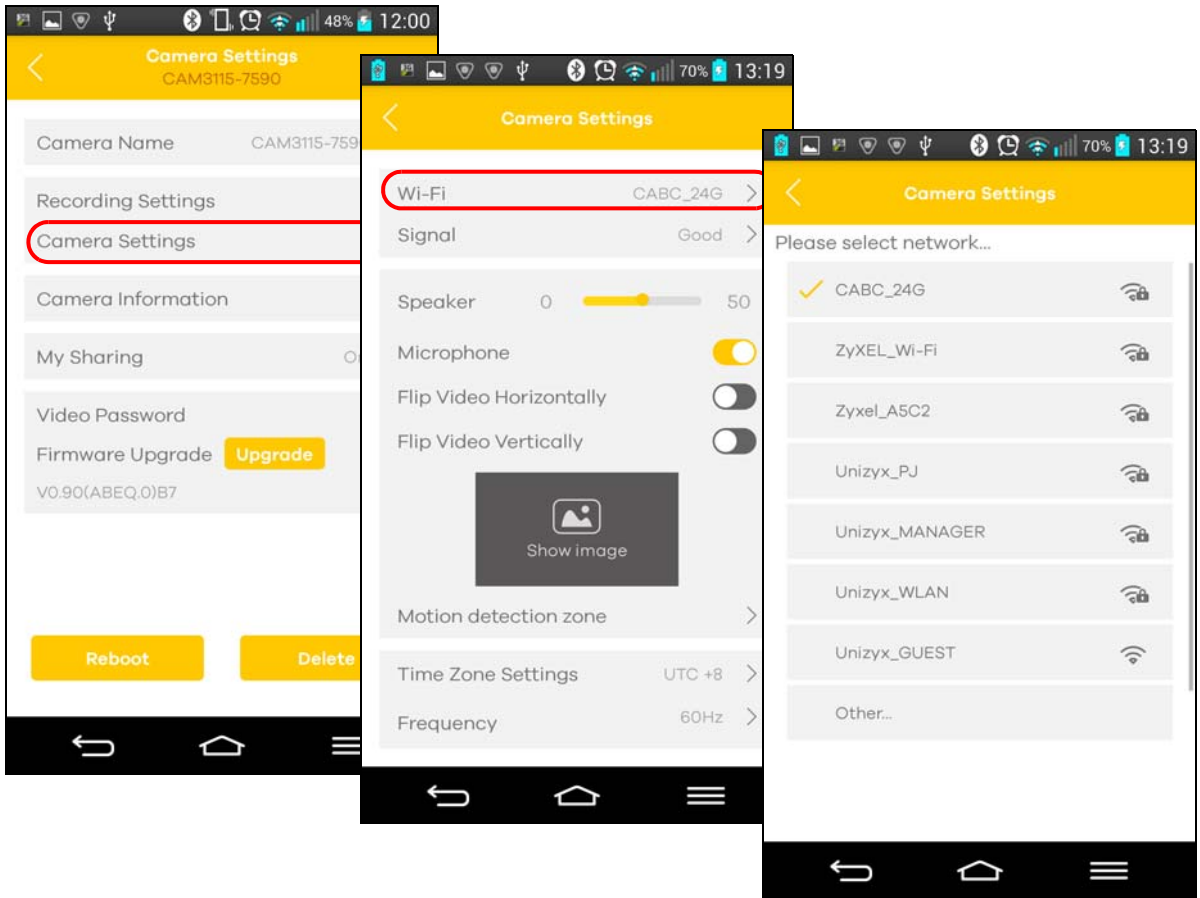 48% 12:00
Camera Settings
CAM3115-7590
Camera Name CAM3115-759
Recording Settings
Camera Settings
Camera Information
My Sharing
Video Password
Firmware Upgrade Upgrade
V0.90(ABEQ.0)B7
Reboot Delete
70% 13:19
Camera Settings
Wi-Fi CABC_24G
Signal Good
Speaker 0 50
Microphone
Flip Video Horizontally
Flip Video Vertically
Show image
Motion detection zone
Time Zone Settings UTC +8
Frequency 60Hz
70% 13:19
Camera Settings
Please select network...
CABC_24G
ZyXEL_Wi-Fi
Zyxel_A5C2
Unizyx_PJ
Unizyx_MANAGER
Unizyx_WLAN
Unizyx_GUEST
Other...